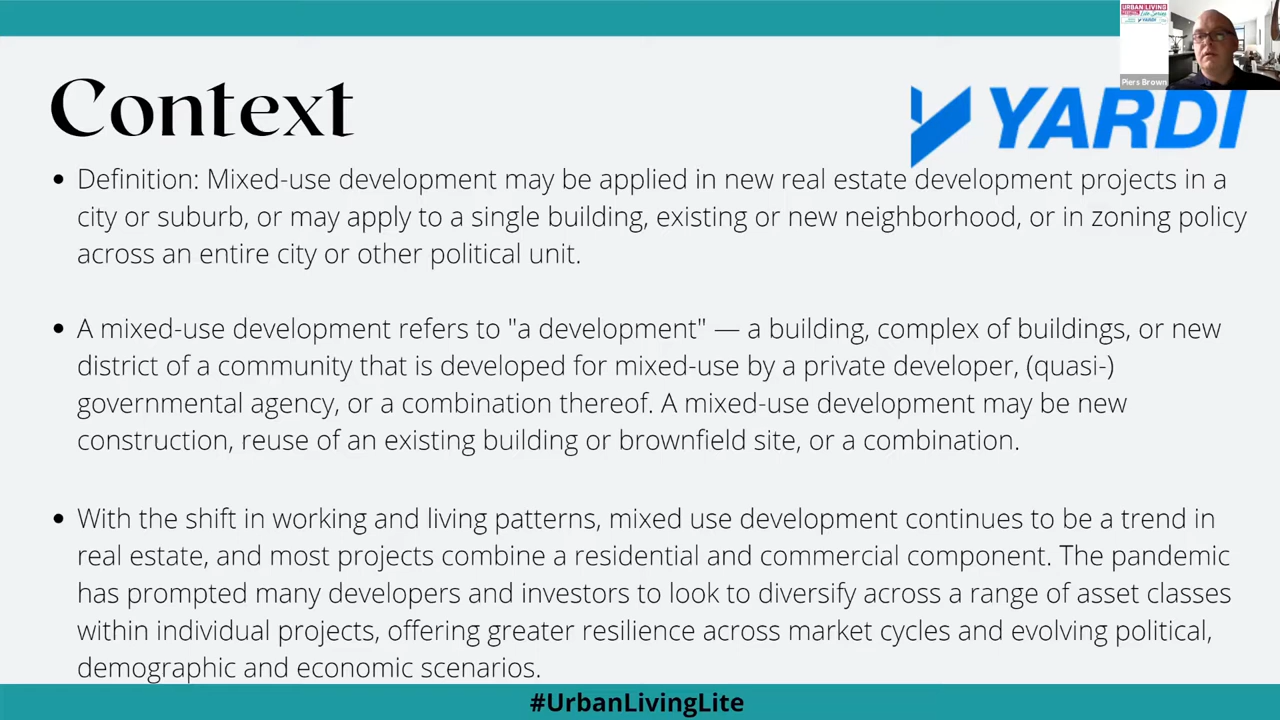 URBAN LIVING
YARDI
Piers Brown
Context
YARDI
• Definition: Mixed-use development may be applied in new real estate development projects in a
city or suburb, or may apply to a single building, existing or new neighborhood, or in zoning policy
across an entire city or other political unit.
• A mixed-use development refers to "a development" — a building, complex of buildings, or new
district of a community that is developed for mixed-use by a private developer, (quasi-)
governmental agency, or a combination thereof. A mixed-use development may be new
construction, reuse of an existing building or brownfield site, or a combination.
• With the shift in working and living patterns, mixed use development continues to be a trend in
real estate, and most projects combine a residential and commercial component. The pandemic
has prompted many developers and investors to look to diversify across a range of asset classes
within individual projects, offering greater resilience across market cycles and evolving political,
demographic and economic scenarios.
#UrbanLivingLite